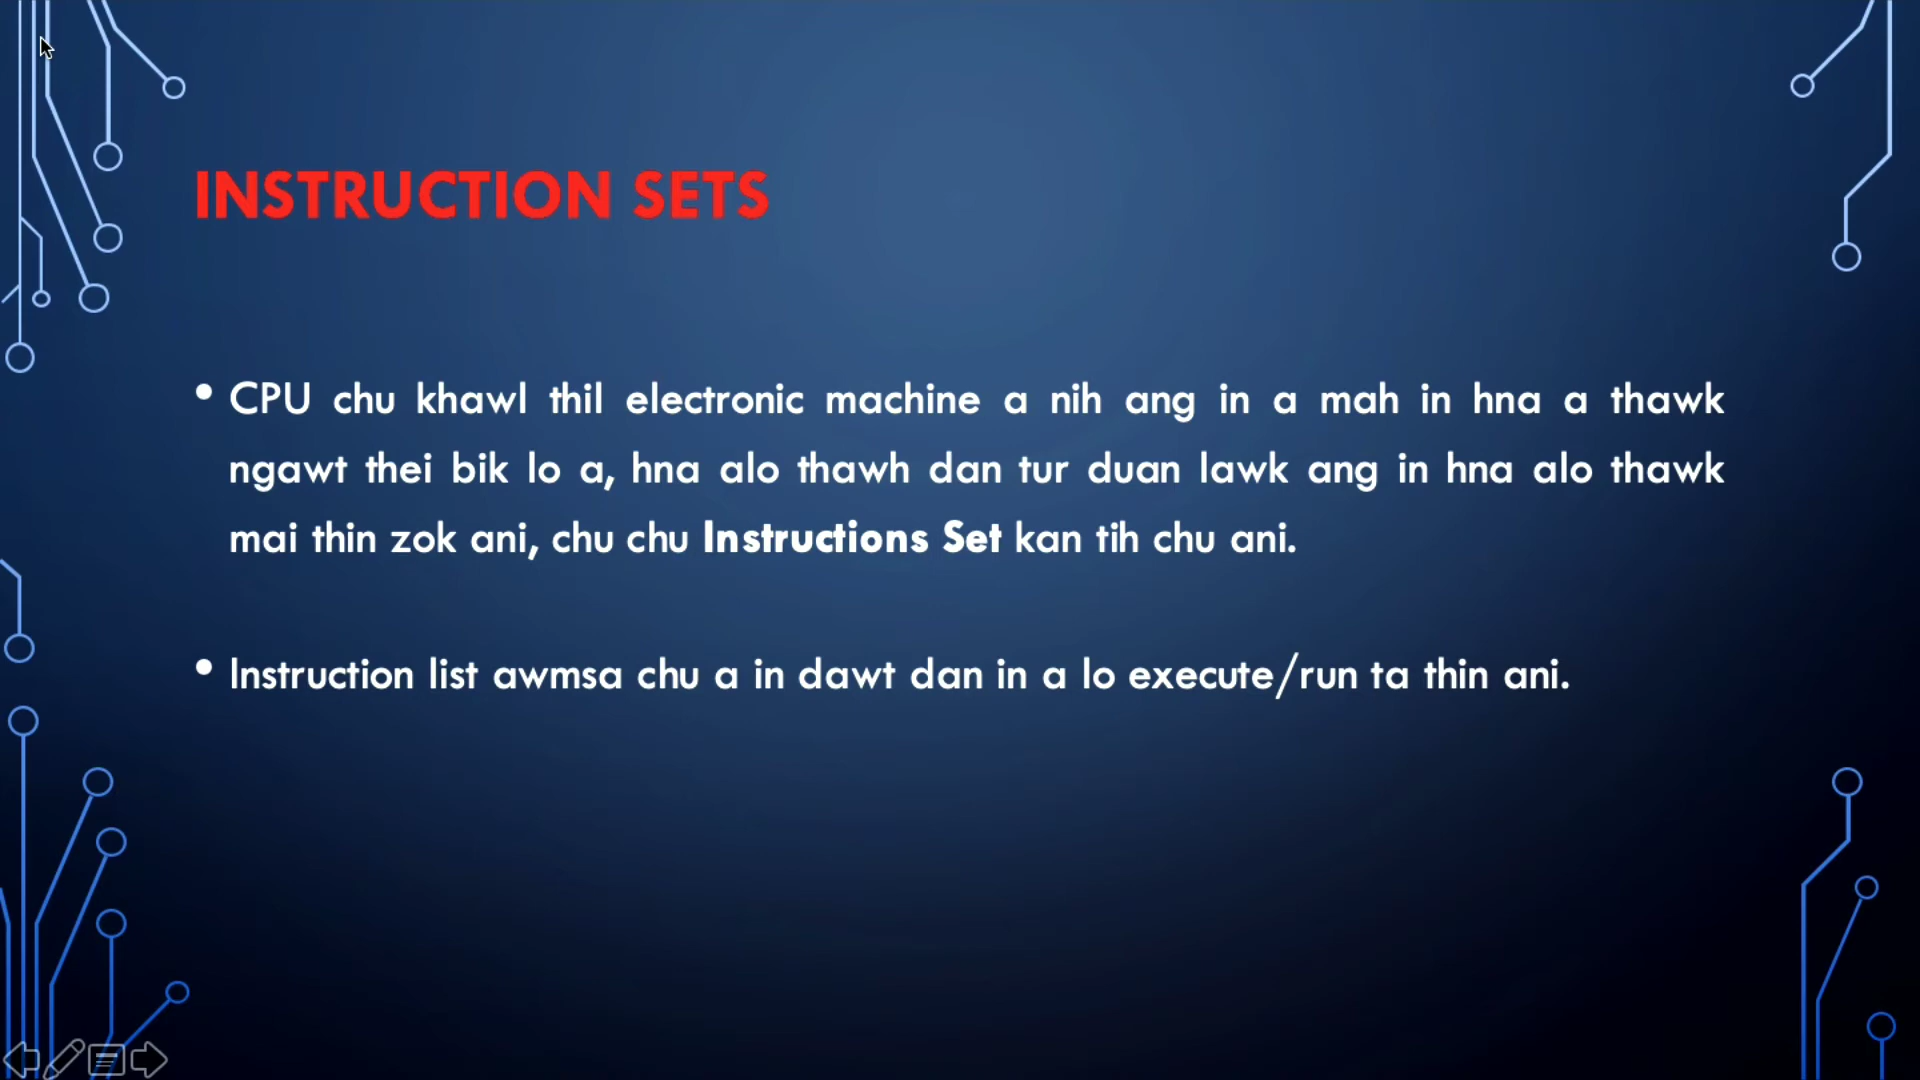 INSTRUCTION SETS
• CPU chu khawl thil electronic machine a nih ang in a mah in hna a thawk
ngawt thei bik lo a, hna alo thawh dan tur duan lawk ang in hna alo thawk
mai thin zok ani, chu chu Instructions Set kan tih chu ani.
• Instruction list awmsa chu a in dawt dan in a lo execute/run ta thin ani.